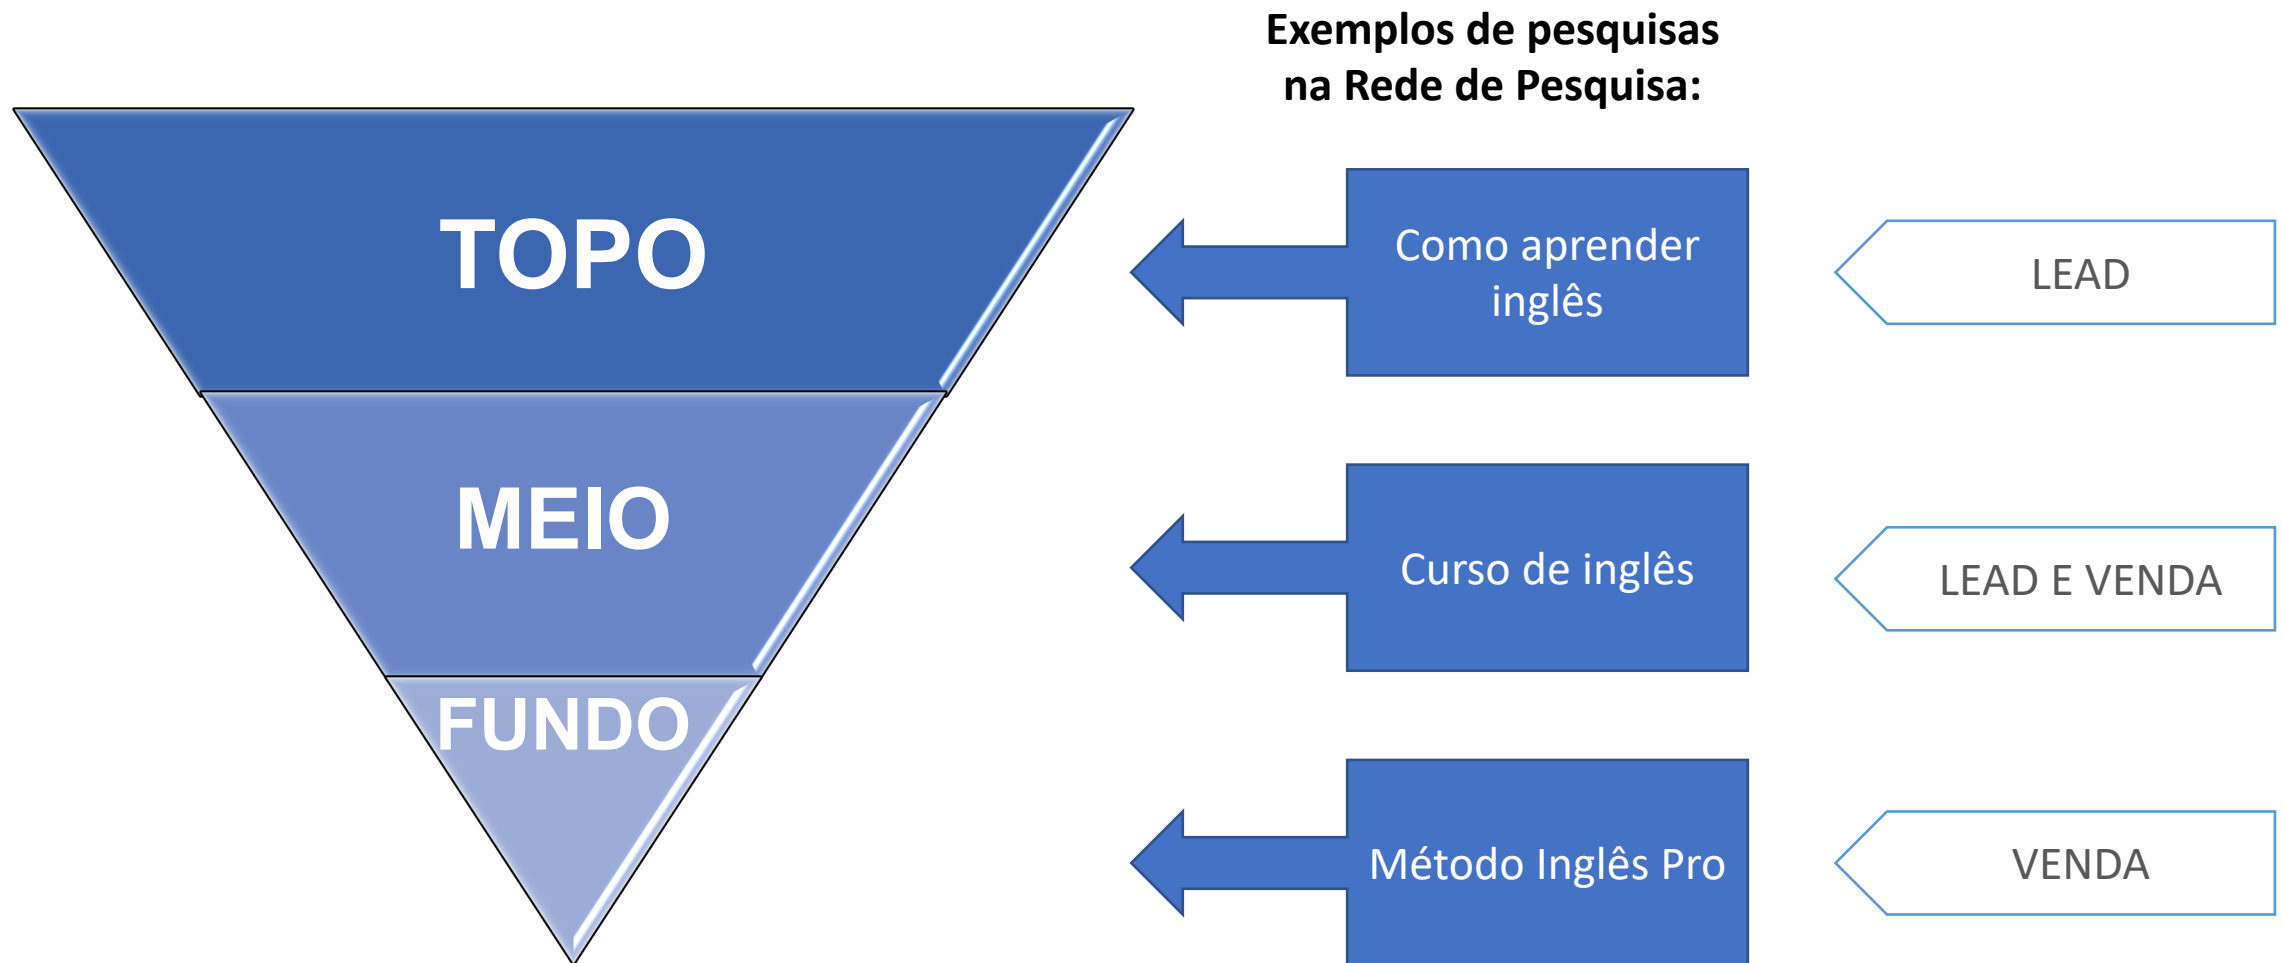 Exemplos de pesquisas
na Rede de Pesquisa:
TOPO
Como aprender
inglês
LEAD
MEIO
Curso de inglês
LEAD E VENDA
FUNDO
Método Inglês Pro
VENDA